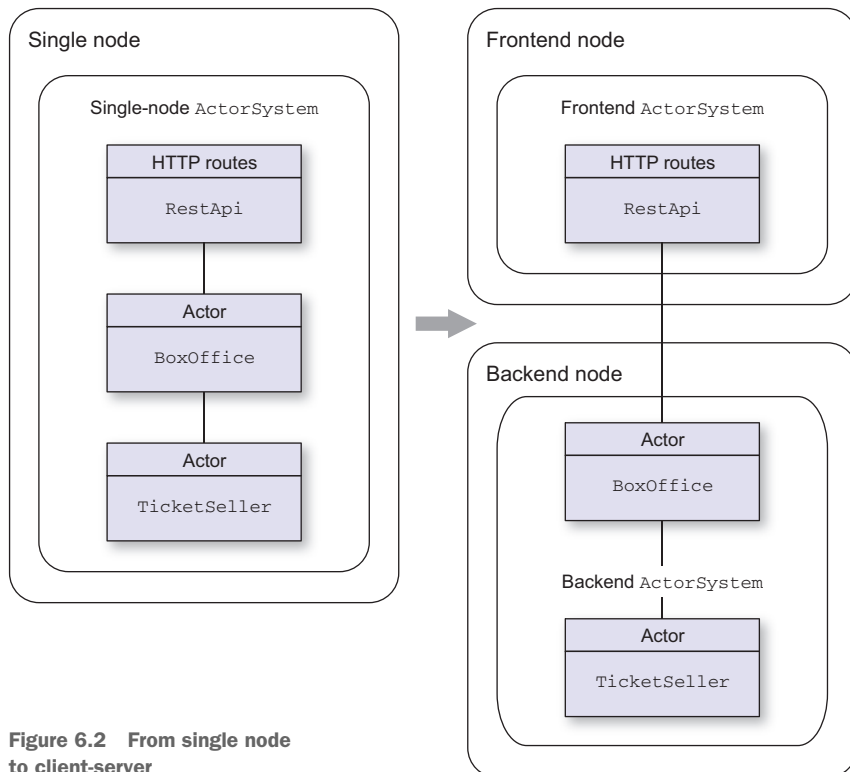 Single node
Single-node ActorSystem
HTTP routes
RestApi
Actor
BoxOffice
Actor
TicketSeller
Frontend node
Frontend ActorSystem
HTTP routes
RestApi
Backend node
Actor
BoxOffice
Backend ActorSystem
Actor
TicketSeller
Figure 6.2 From single node
to client-server